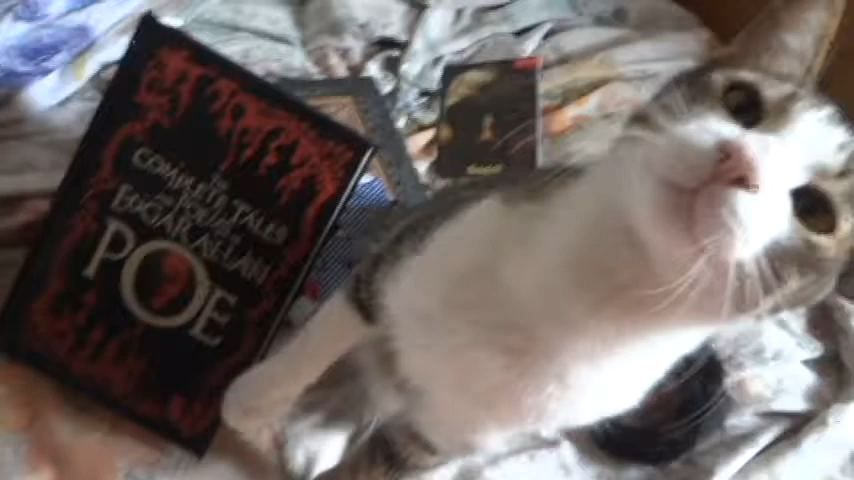 THE
COMPLETE TALES
AND POEMS OF
EDGAR ALLAN
POE